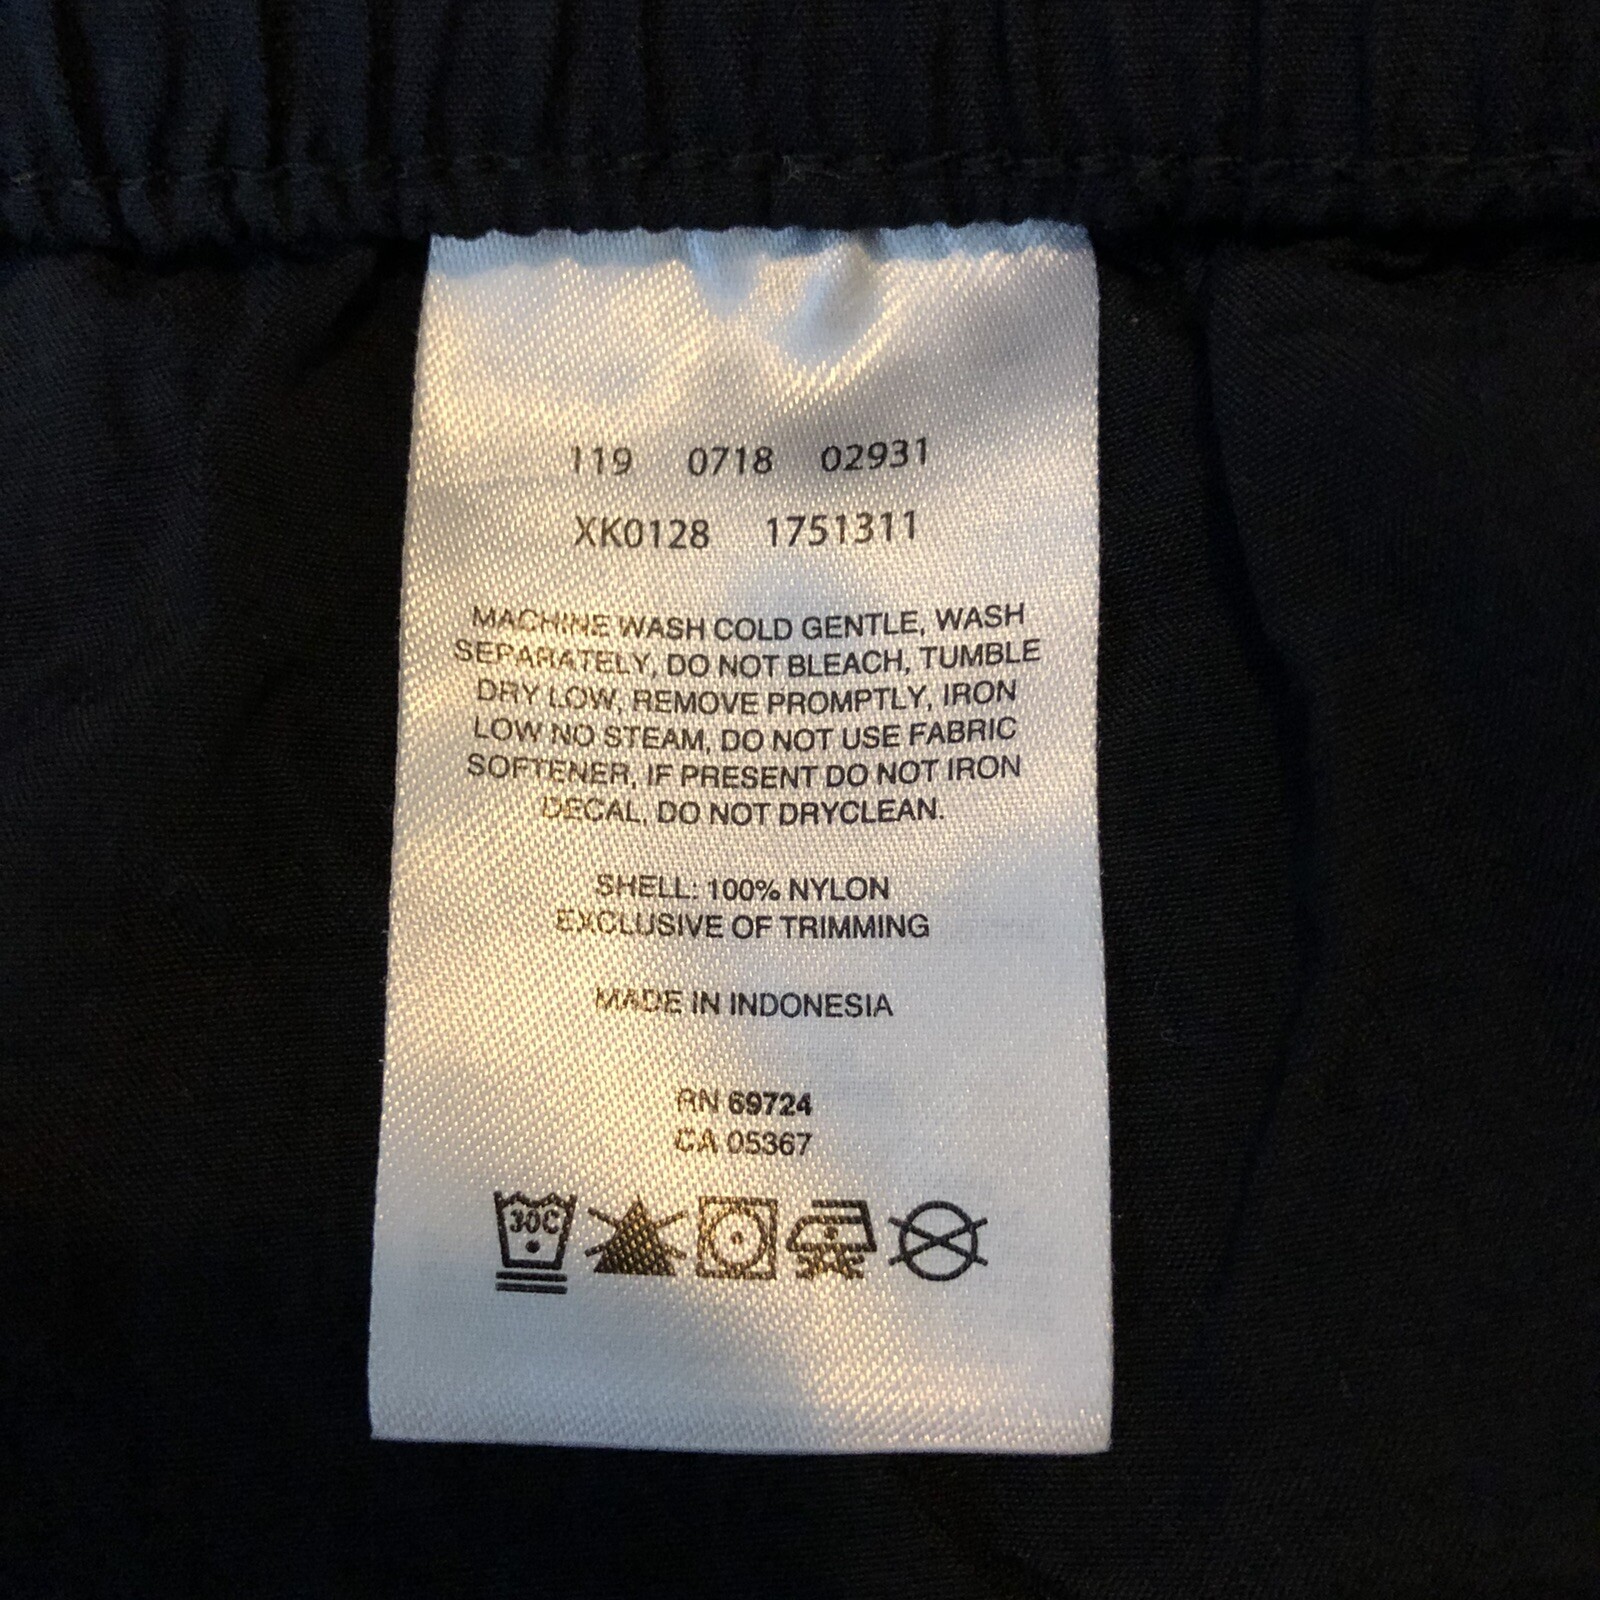 119 0718 02931
XK0128 1751311
MACHINE WASH COLD GENTLE, WASH
SEPARATELY, DO NOT BLEACH, TUMBLE
DRY LOW, REMOVE PROMPTLY, IRON
LOW NO STEAM, DO NOT USE FABRIC
SOFTENER, IF PRESENT DO NOT IRON
DECAL, DO NOT DRYCLEAN.
SHELL: 100% NYLON
EXCLUSIVE OF TRIMMING
MADE IN INDONESIA
RN 69724
CA 05367
30C